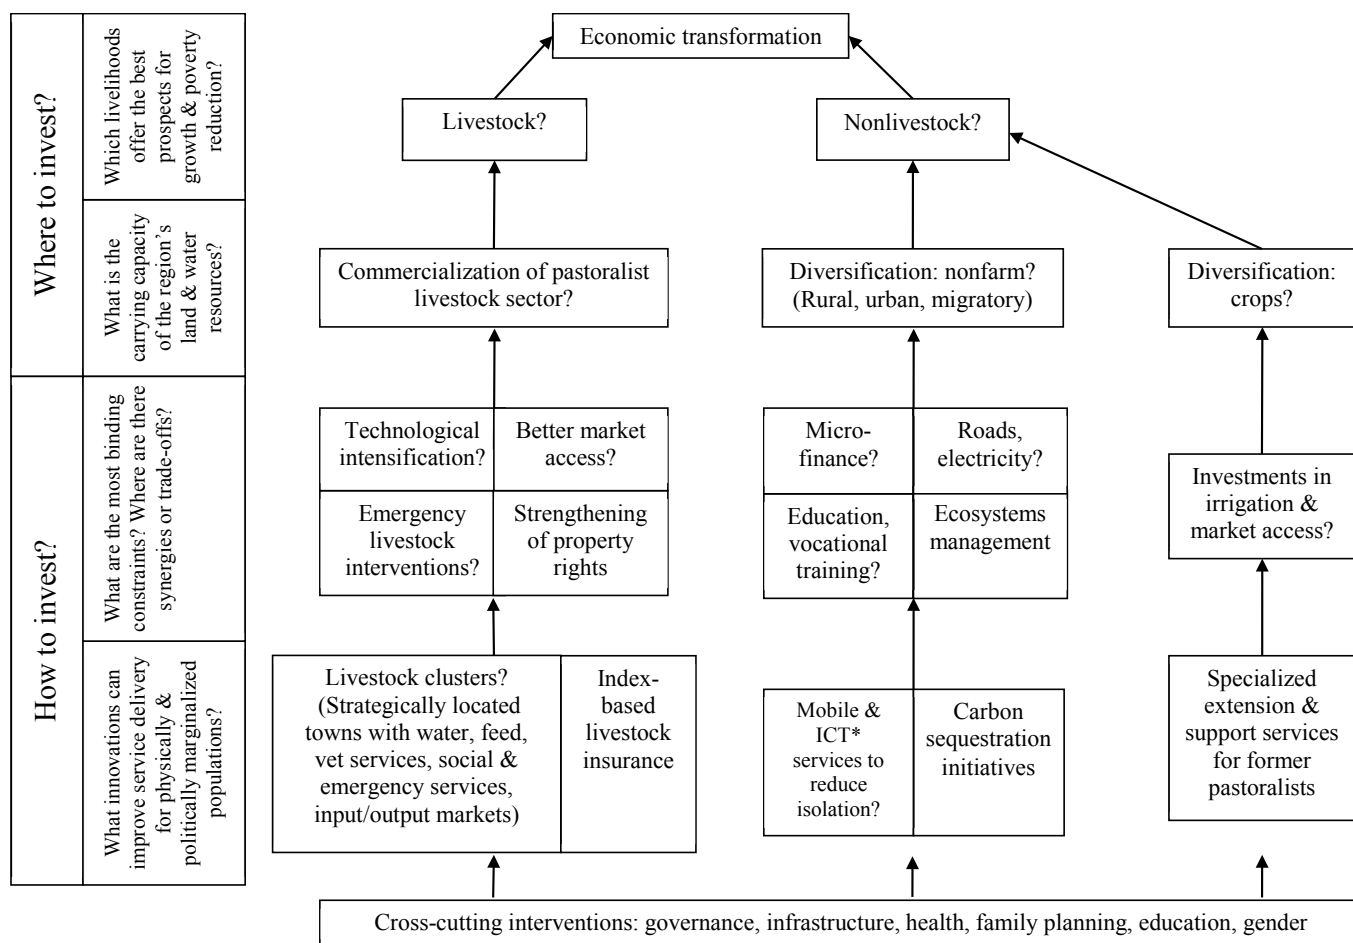 Economic transformation
Livestock?
Nonlivestock?
Where to invest?
Which livelihoods
offer the best
prospects for
growth & poverty
reduction?
What is the
carrying capacity
of the region's
land & water
resources?
Commercialization of pastoralist
livestock sector?
Diversification: nonfarm?
(Rural, urban, migratory)
Diversification:
crops?
How to invest?
What are the most binding
constraints? Where are there
synergies or trade-offs?
Technological
intensification?
Better market
access?
Emergency
livestock
interventions?
Strengthening
of property
rights
Micro-
finance?
Roads,
electricity?
Education,
vocational
training?
Ecosystems
management
Investments in
irrigation &
market access?
What innovations can
improve service delivery
for physically &
politically marginalized
populations?
Livestock clusters?
(Strategically located
towns with water, feed,
vet services, social &
emergency services,
input/output markets)
Index-
based
livestock
insurance
Mobile &
ICT*
services to
reduce
isolation?
Carbon
sequestration
initiatives
Specialized
extension &
support services
for former
pastoralists
Cross-cutting interventions: governance, infrastructure, health, family planning, education, gender